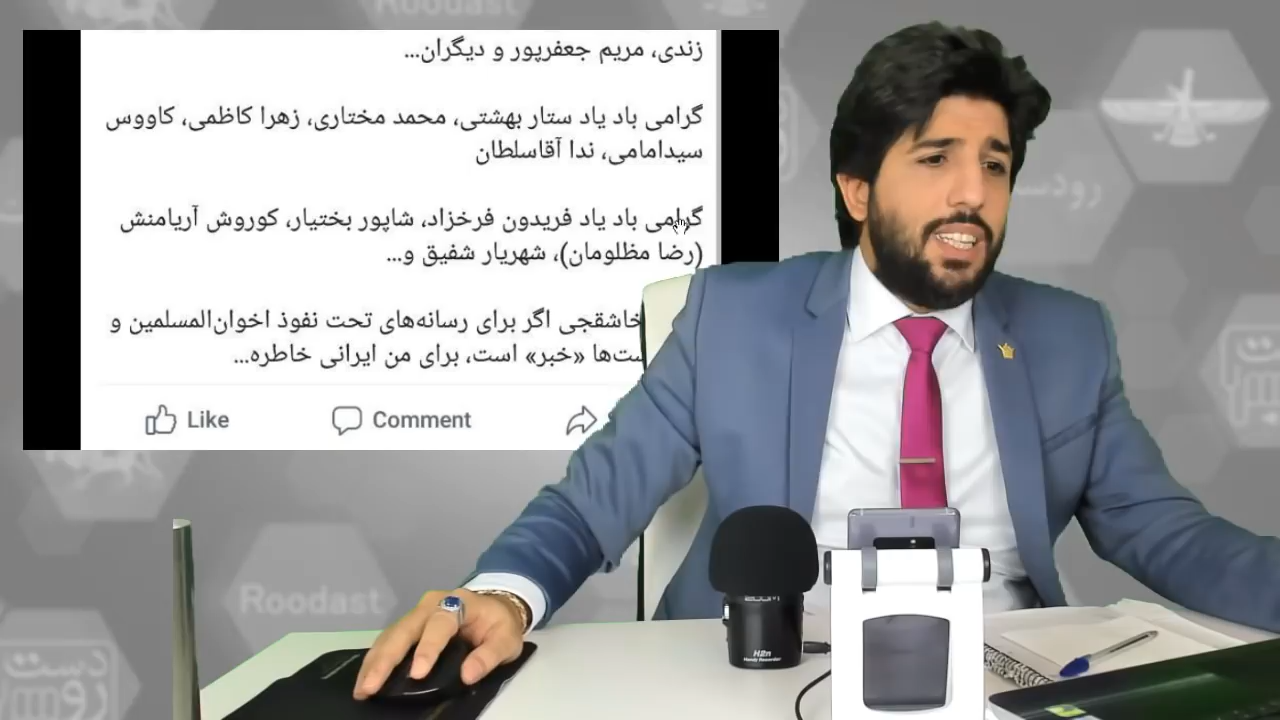 Roodast
زندی، مریم جعفرپور و دیگران...
گرامی باد یاد ستار بهشتی، محمد مختاری، زهرا کاظمی، کاووس
سیدامامی، ندا آقاسلطان
گرامی باد یاد فریدون فرخزاد، شاپور بختیار، کوروش آریامنش
(رضا مظلومان)، شهریار شفیق و...
خاشقجی اگر برای رسانه‌های تحت نفوذ اخوان‌المسلمین و
«خبر» است، برای من ایرانی خاطره...
Like
Comment
Roodast
H2n
Handy Recorder